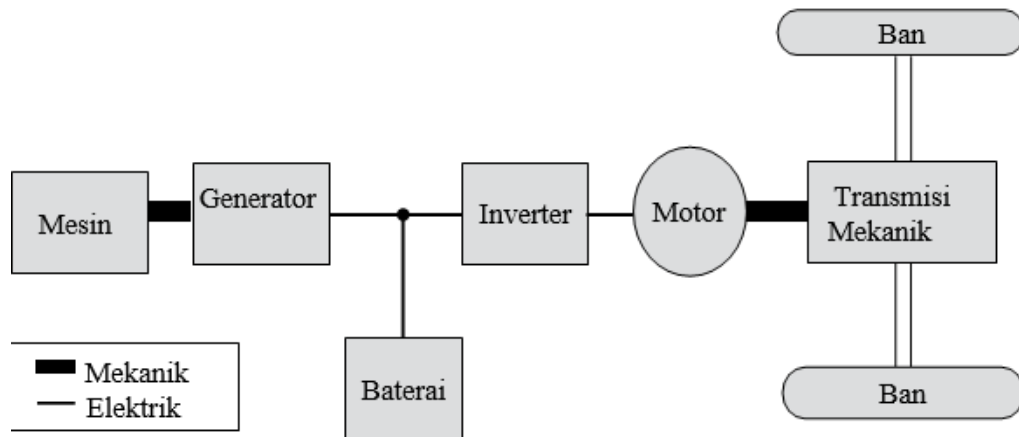 Ban
Mesin
Generator
Inverter
Motor
Transmisi
Mekanik
Baterai
Mekanik
Elektrik
Ban